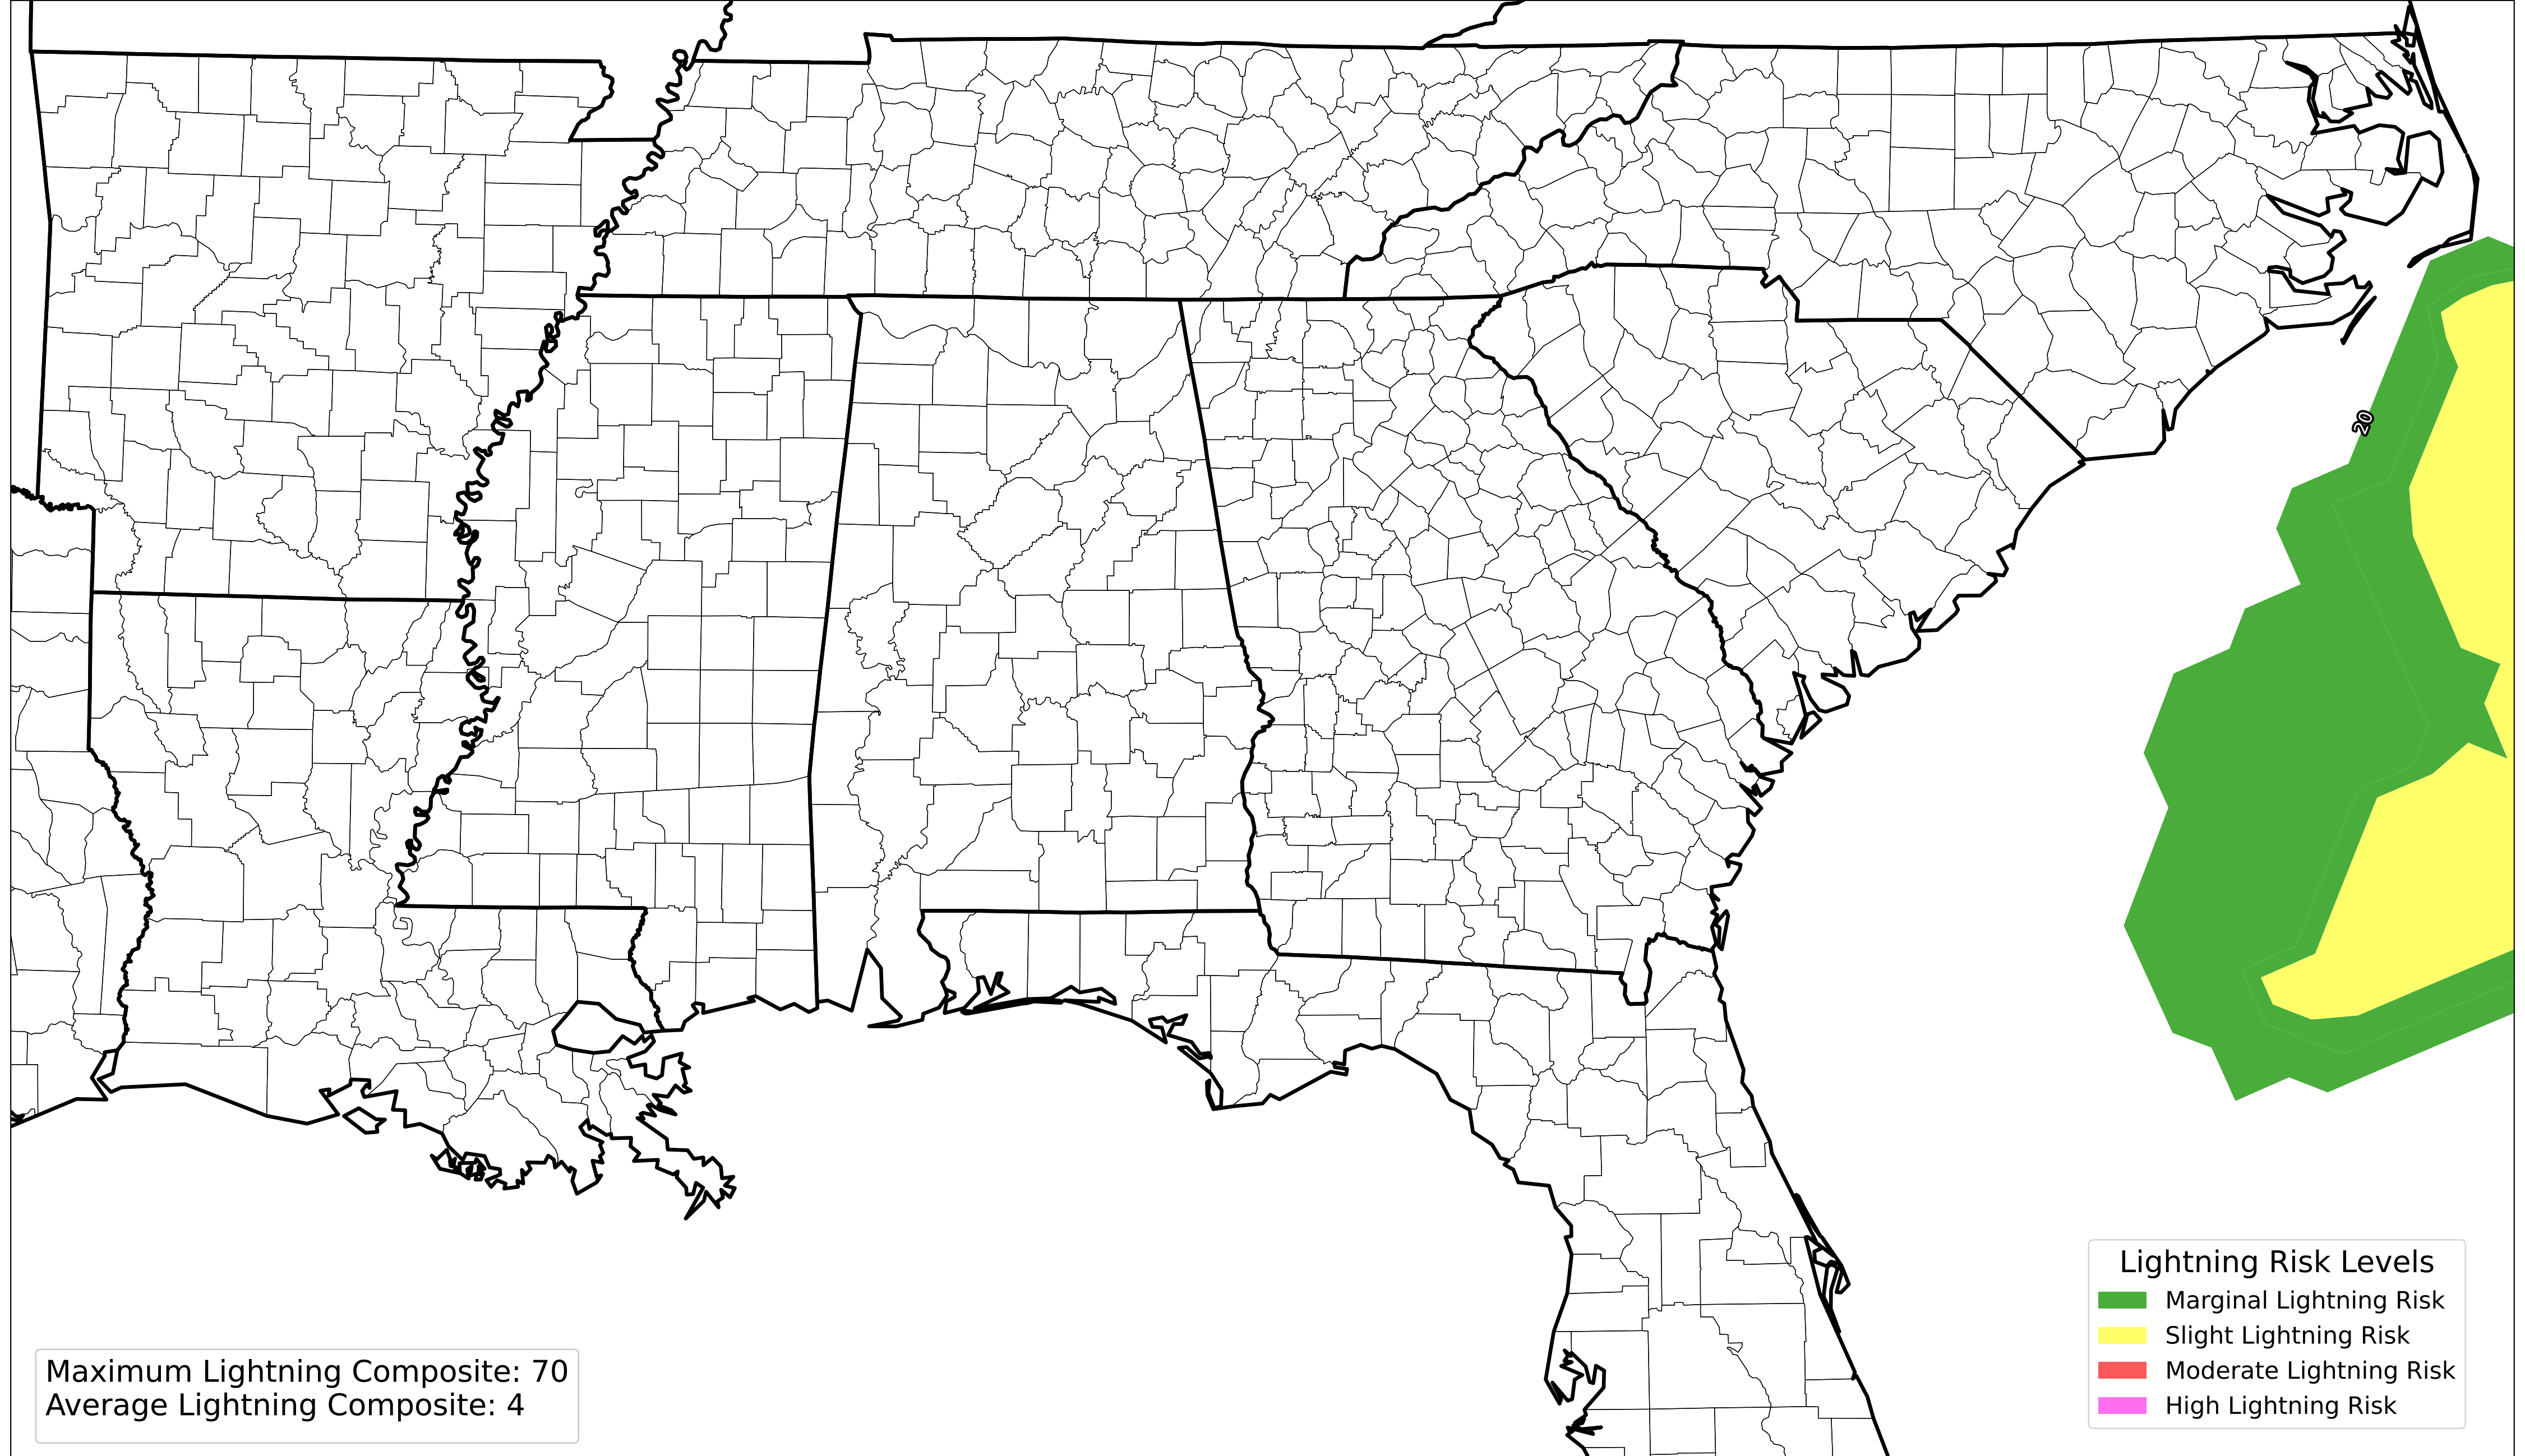 20
Lightning Risk Levels
Marginal Lightning Risk
Slight Lightning Risk
Moderate Lightning Risk
High Lightning Risk
Maximum Lightning Composite: 70
Average Lightning Composite: 4